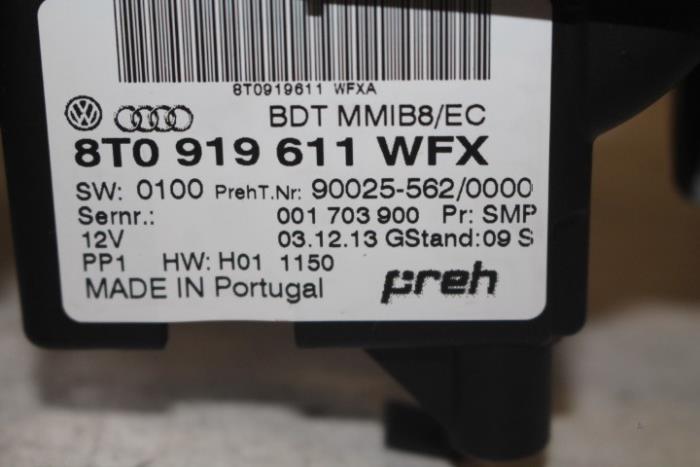 8T0919611 WFXA
BDT MMIB8/EC
8T0 919 611 WFX
SW: 0100 PrehT.Nr: 90025-562/0000
Sernr.: 001 703 900 Pr: SMP
12V 03.12.13 GStand: 09 S
PP1 HW: H01 1150
MADE IN Portugal preh